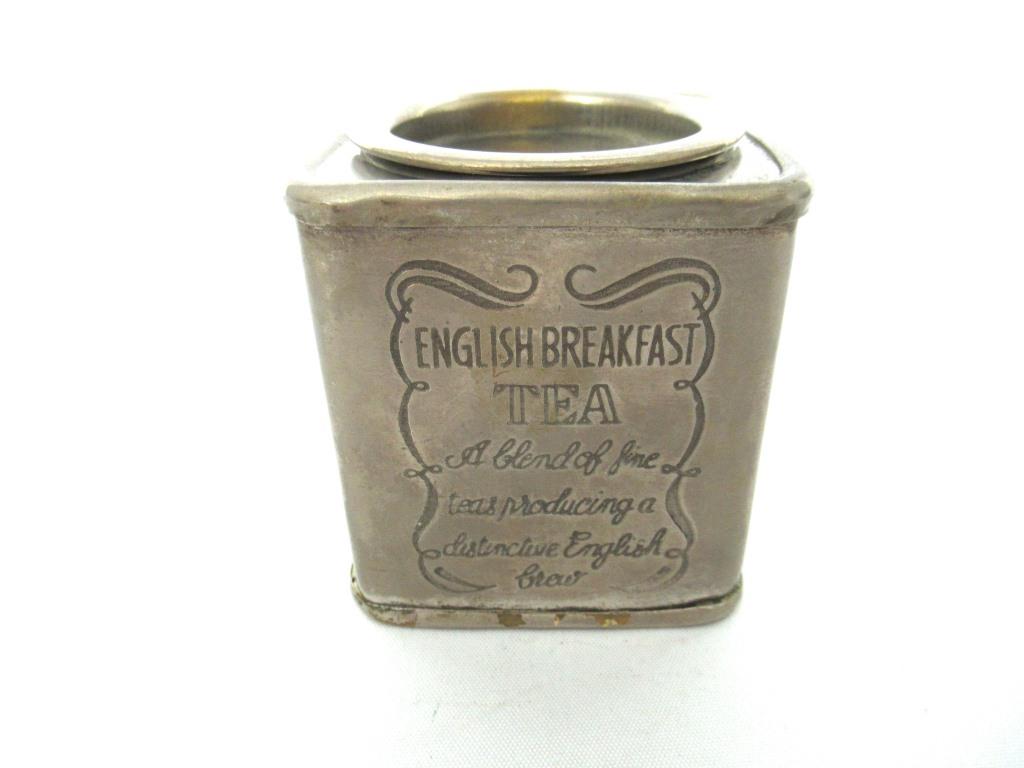 ENGLISH BREAKFAST
TEA
A blend of fine
teas producing a
distinctive English
brew